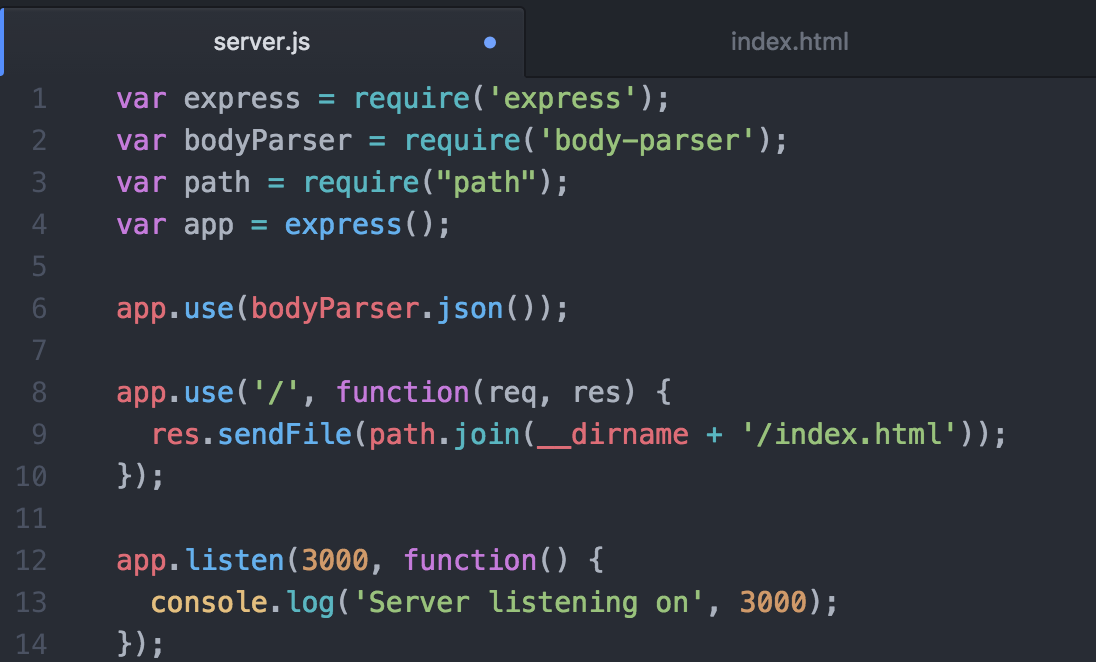 server.js index.html
1 var express = require('express');
2 var bodyParser = require('body-parser');
3 var path = require("path");
4 var app = express();
5
6 app.use(bodyParser.json());
7
8 app.use('/', function(req, res) {
9   res.sendFile(path.join(__dirname + '/index.html'));
10 });
11
12 app.listen(3000, function() {
13   console.log('Server listening on', 3000);
14 });